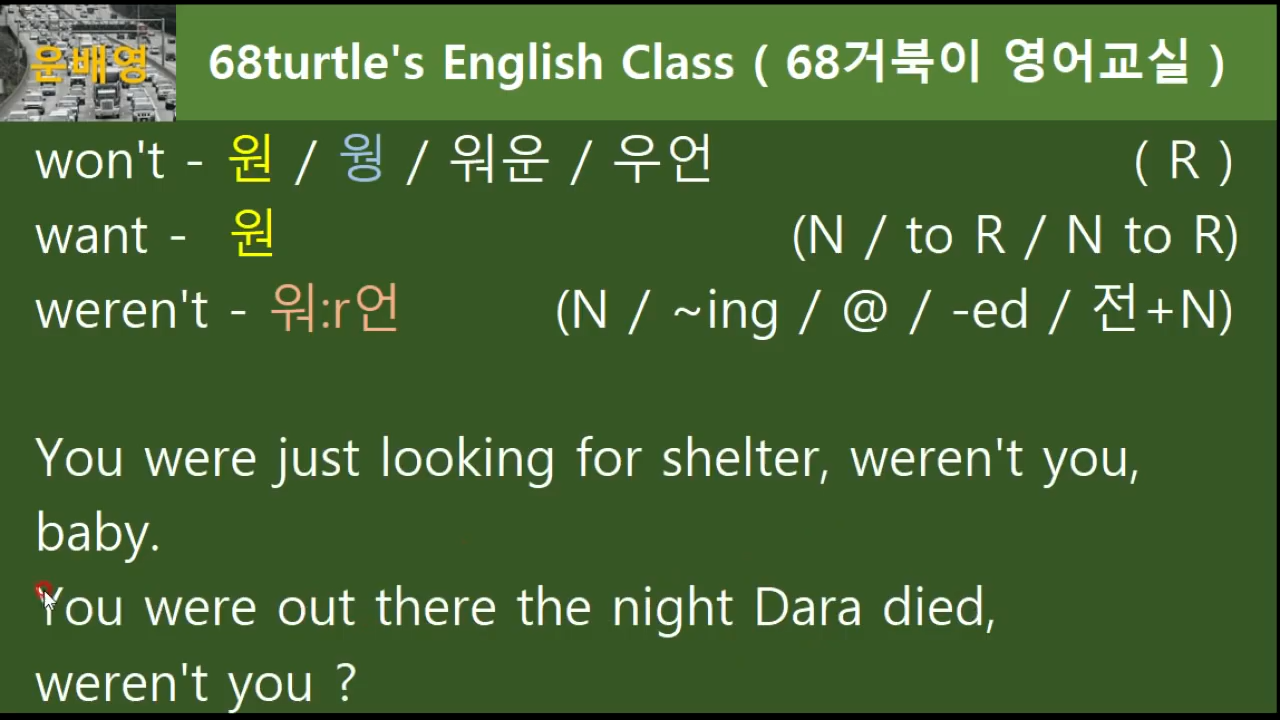 운배영
68turtle's English Class ( 68거북이 영어교실 )
won't - 원 / 웡 / 워운 / 우언 ( R )
want - 원 (N / to R / N to R)
weren't - 워:r언 (N / ~ing / @ / -ed / 전+N)
You were just looking for shelter, weren't you,
baby.
You were out there the night Dara died,
weren't you ?